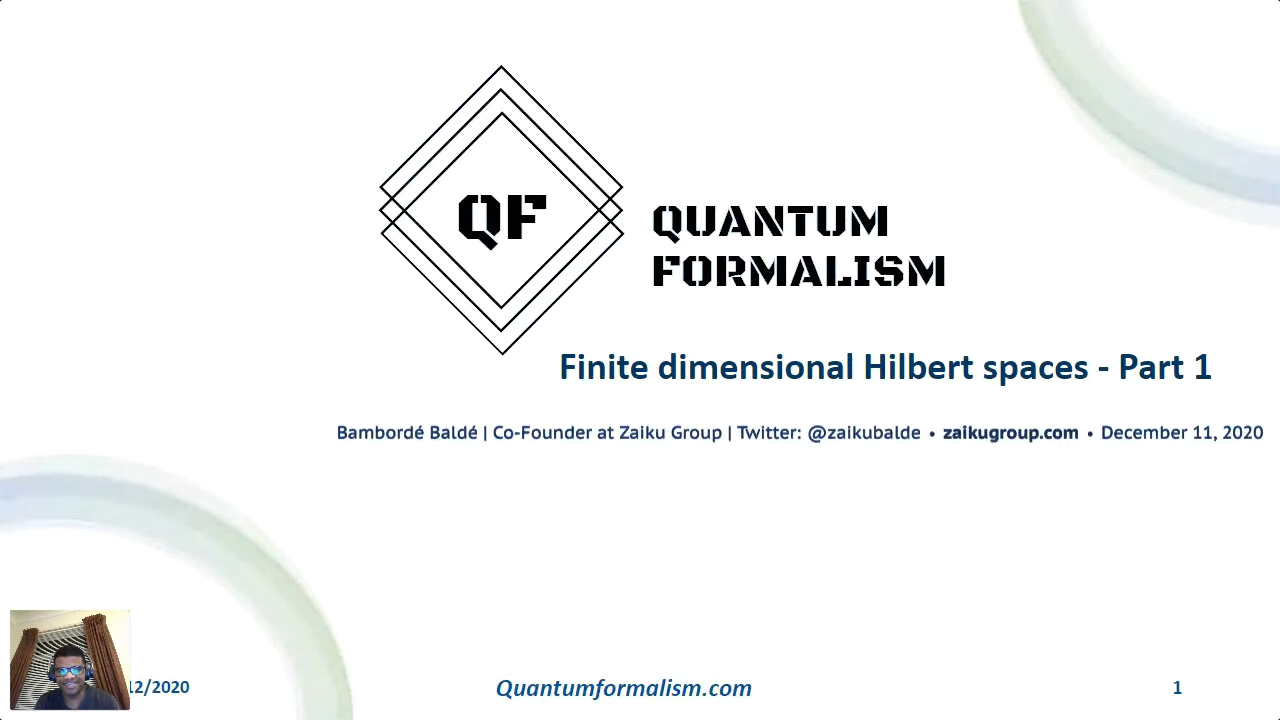 QF
QUANTUM
FORMALISM
Finite dimensional Hilbert spaces - Part 1
Bambordé Baldé | Co-Founder at Zaiku Group | Twitter: @zaikubalde • zaikugroup.com • December 11, 2020
12/2020
Quantumformalism.com
1